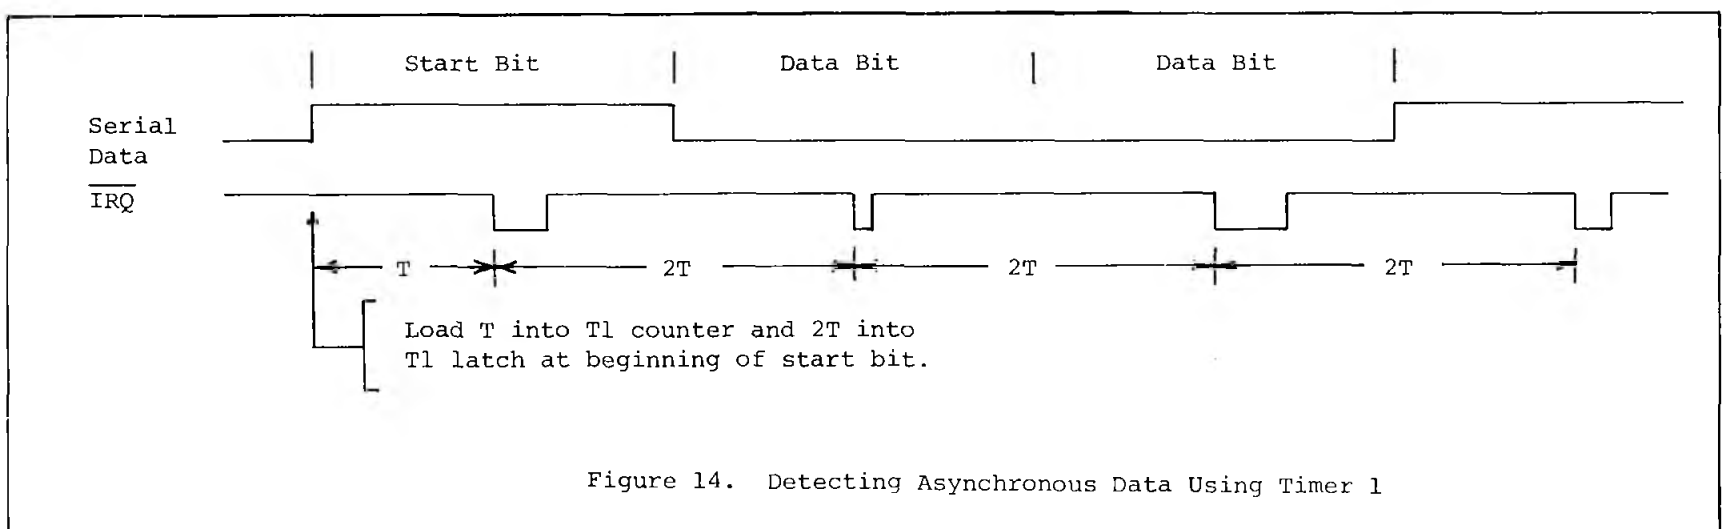 Start Bit
Data Bit
Data Bit
Serial
Data
IRQ
T
2T
2T
2T
Load T into T1 counter and 2T into
T1 latch at beginning of start bit.
Figure 14. Detecting Asynchronous Data Using Timer 1